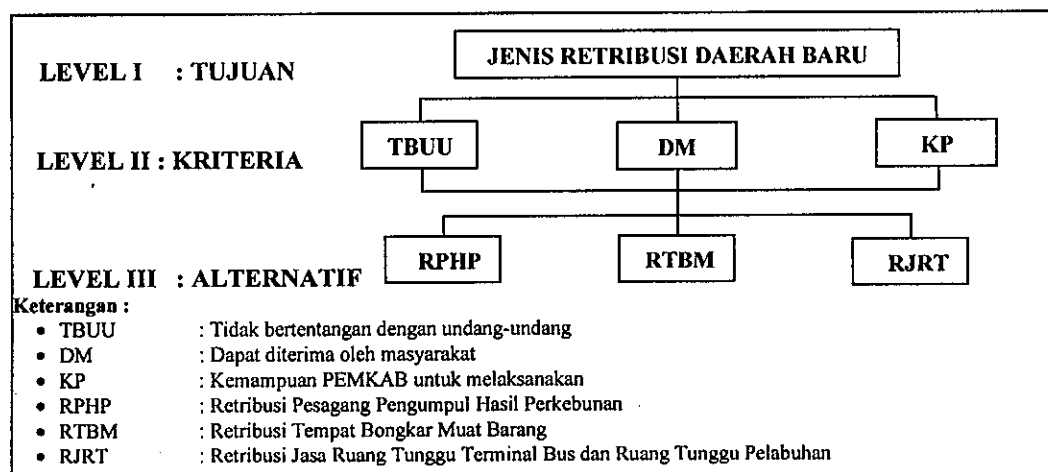 JENIS RETRIBUSI DAERAH BARU
LEVEL I : TUJUAN
TBUU DM KP
LEVEL II : KRITERIA
RPHP RTBM RJRT
LEVEL III : ALTERNATIF
Keterangan :
• TBUU : Tidak bertentangan dengan undang-undang
• DM : Dapat diterima oleh masyarakat
• KP : Kemampuan PEMKAB untuk melaksanakan
• RPHP : Retribusi Pesagang Pengumpul Hasil Perkebunan
• RTBM : Retribusi Tempat Bongkar Muat Barang
• RJRT : Retribusi Jasa Ruang Tunggu Terminal Bus dan Ruang Tunggu Pelabuhan